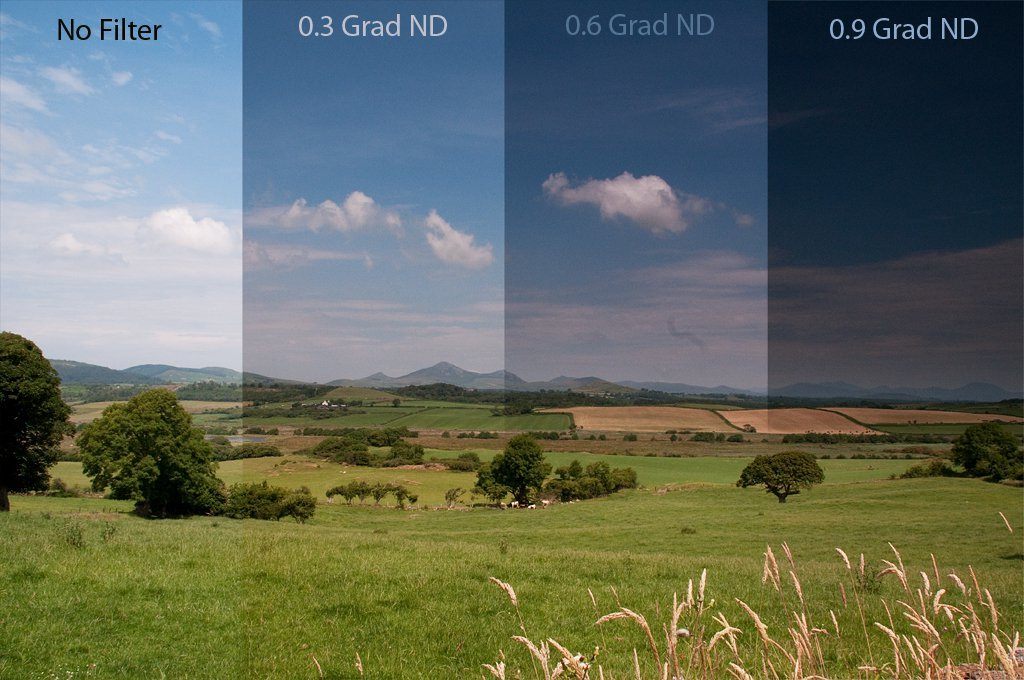 No Filter
0.3 Grad ND
0.6 Grad ND
0.9 Grad ND